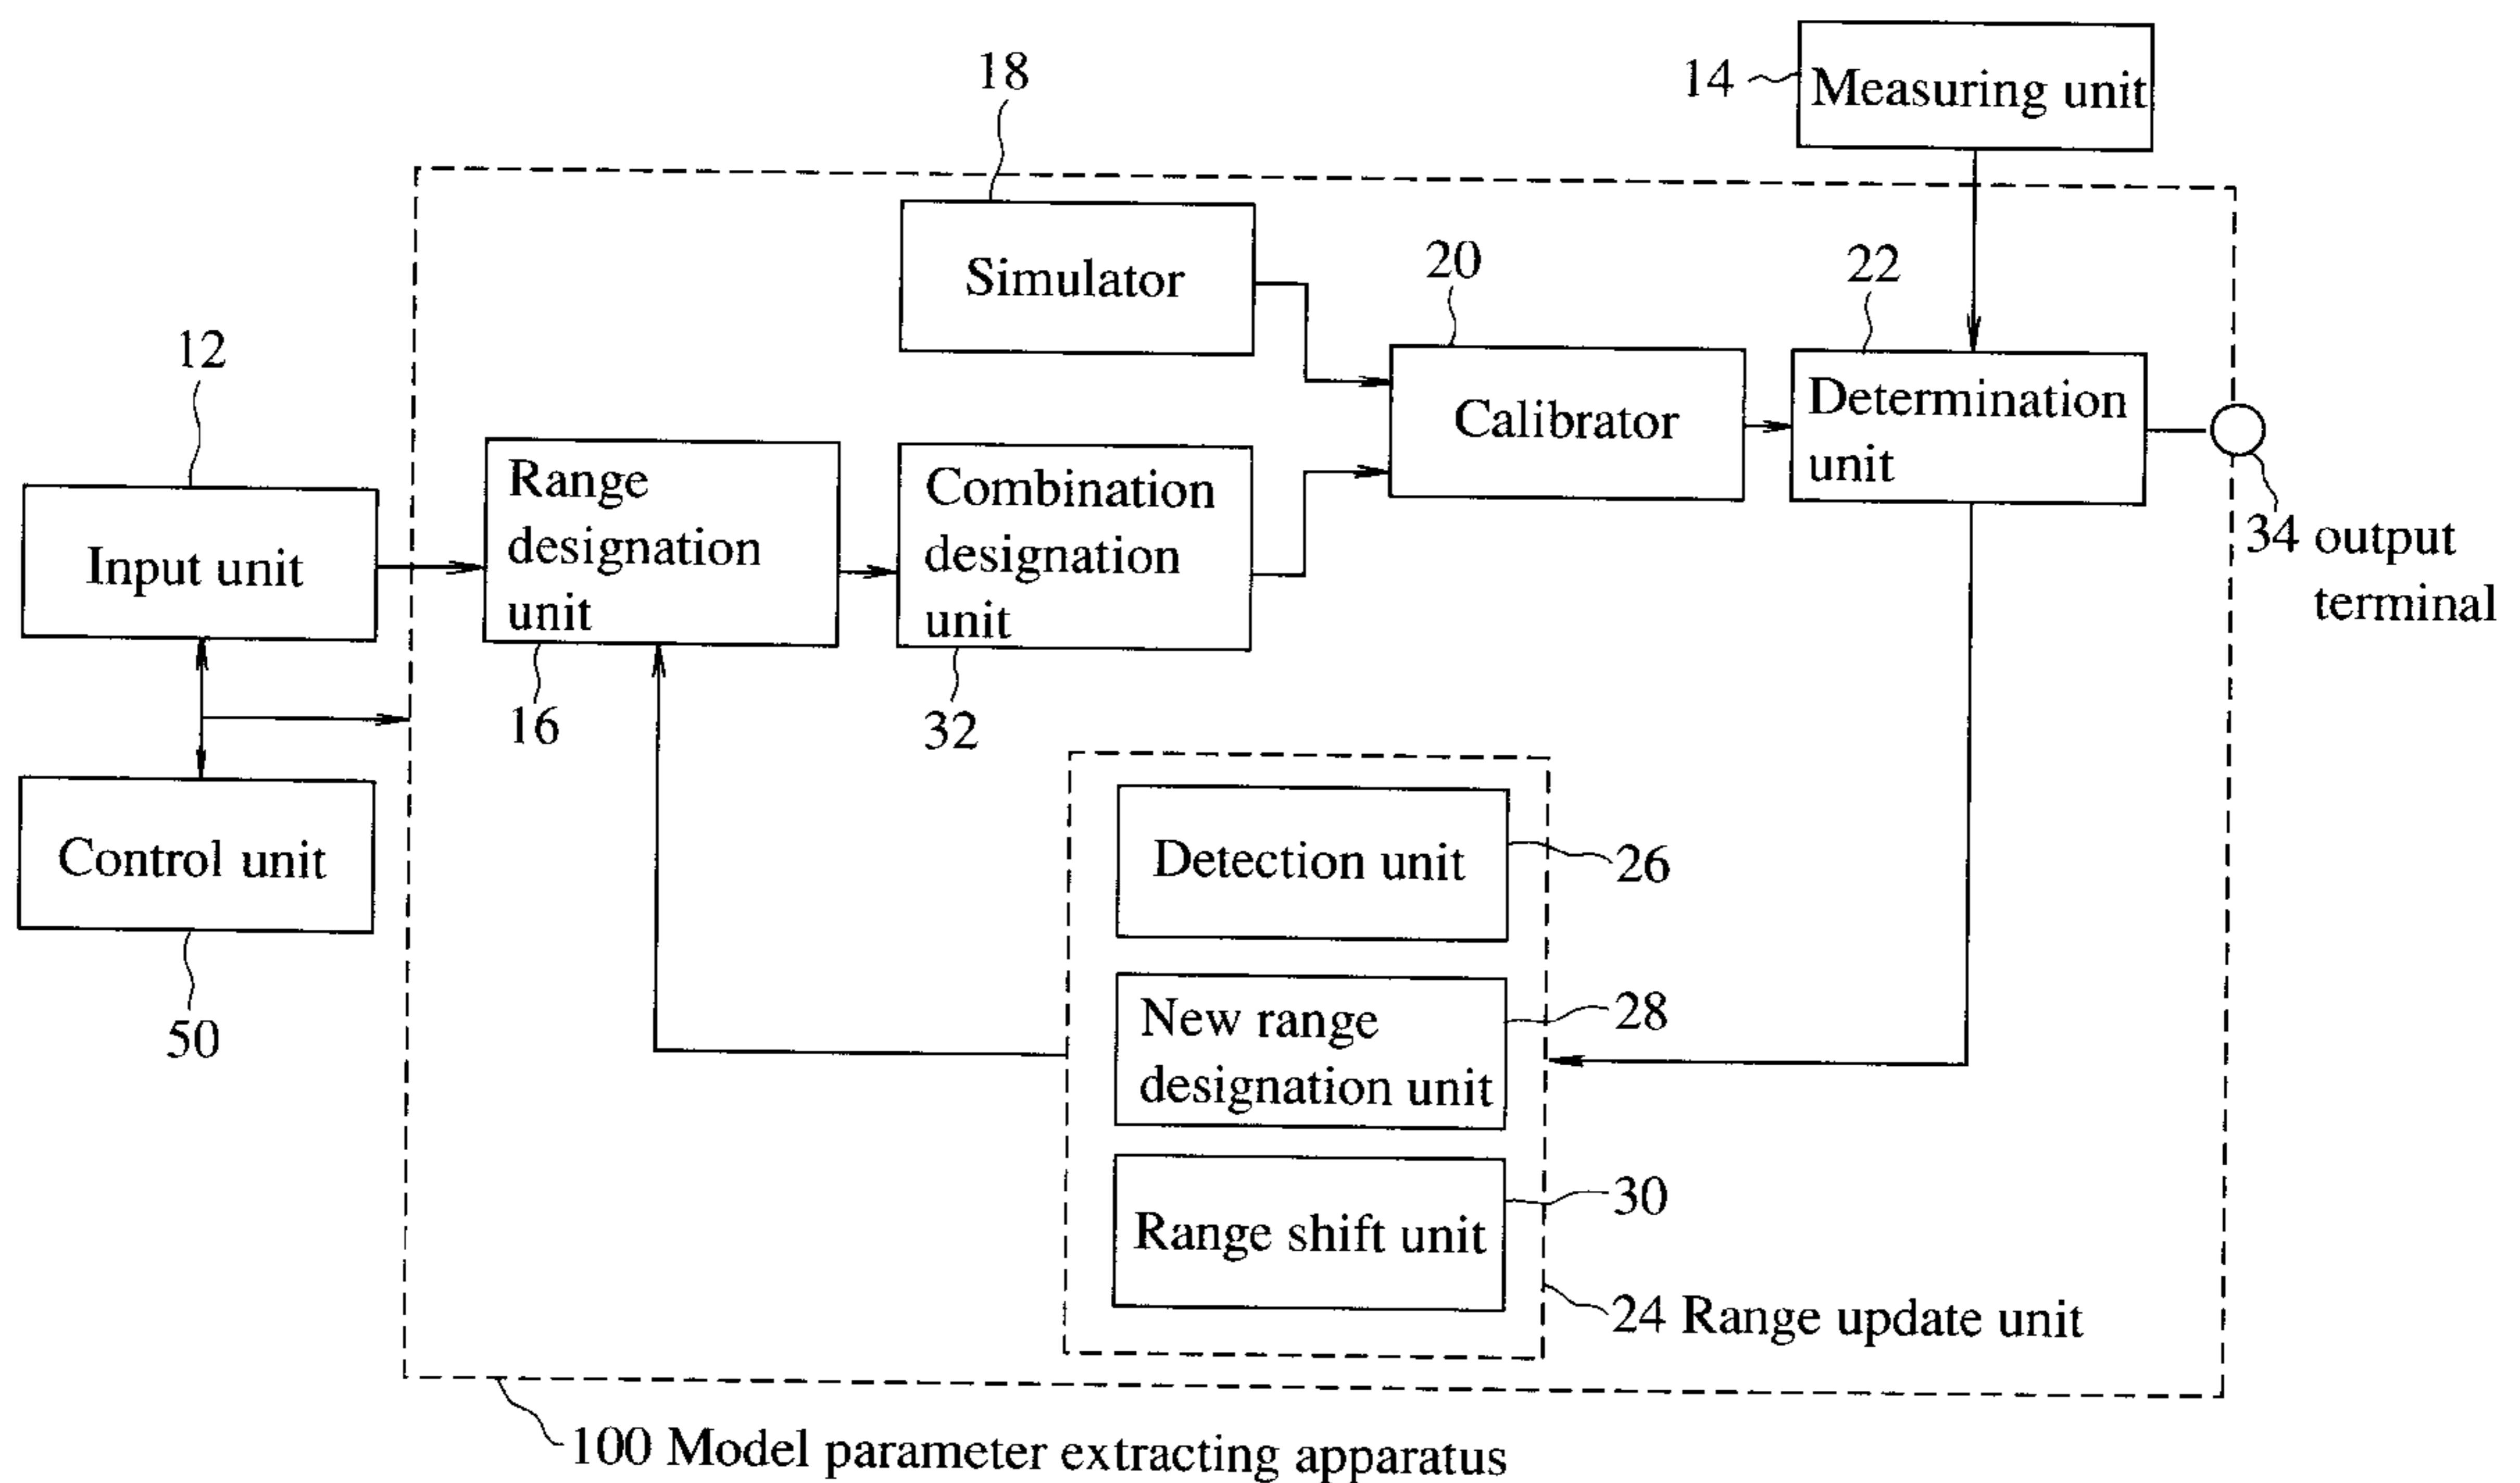 14
Measuring unit
18
Simulator
20
22
12
Calibrator
Determination
unit
Range
designation
unit
Combination
designation
unit
Input unit
34 output
terminal
16
32
Control unit
Detection unit
26
50
New range
designation unit
28
Range shift unit
30
24 Range update unit
100 Model parameter extracting apparatus